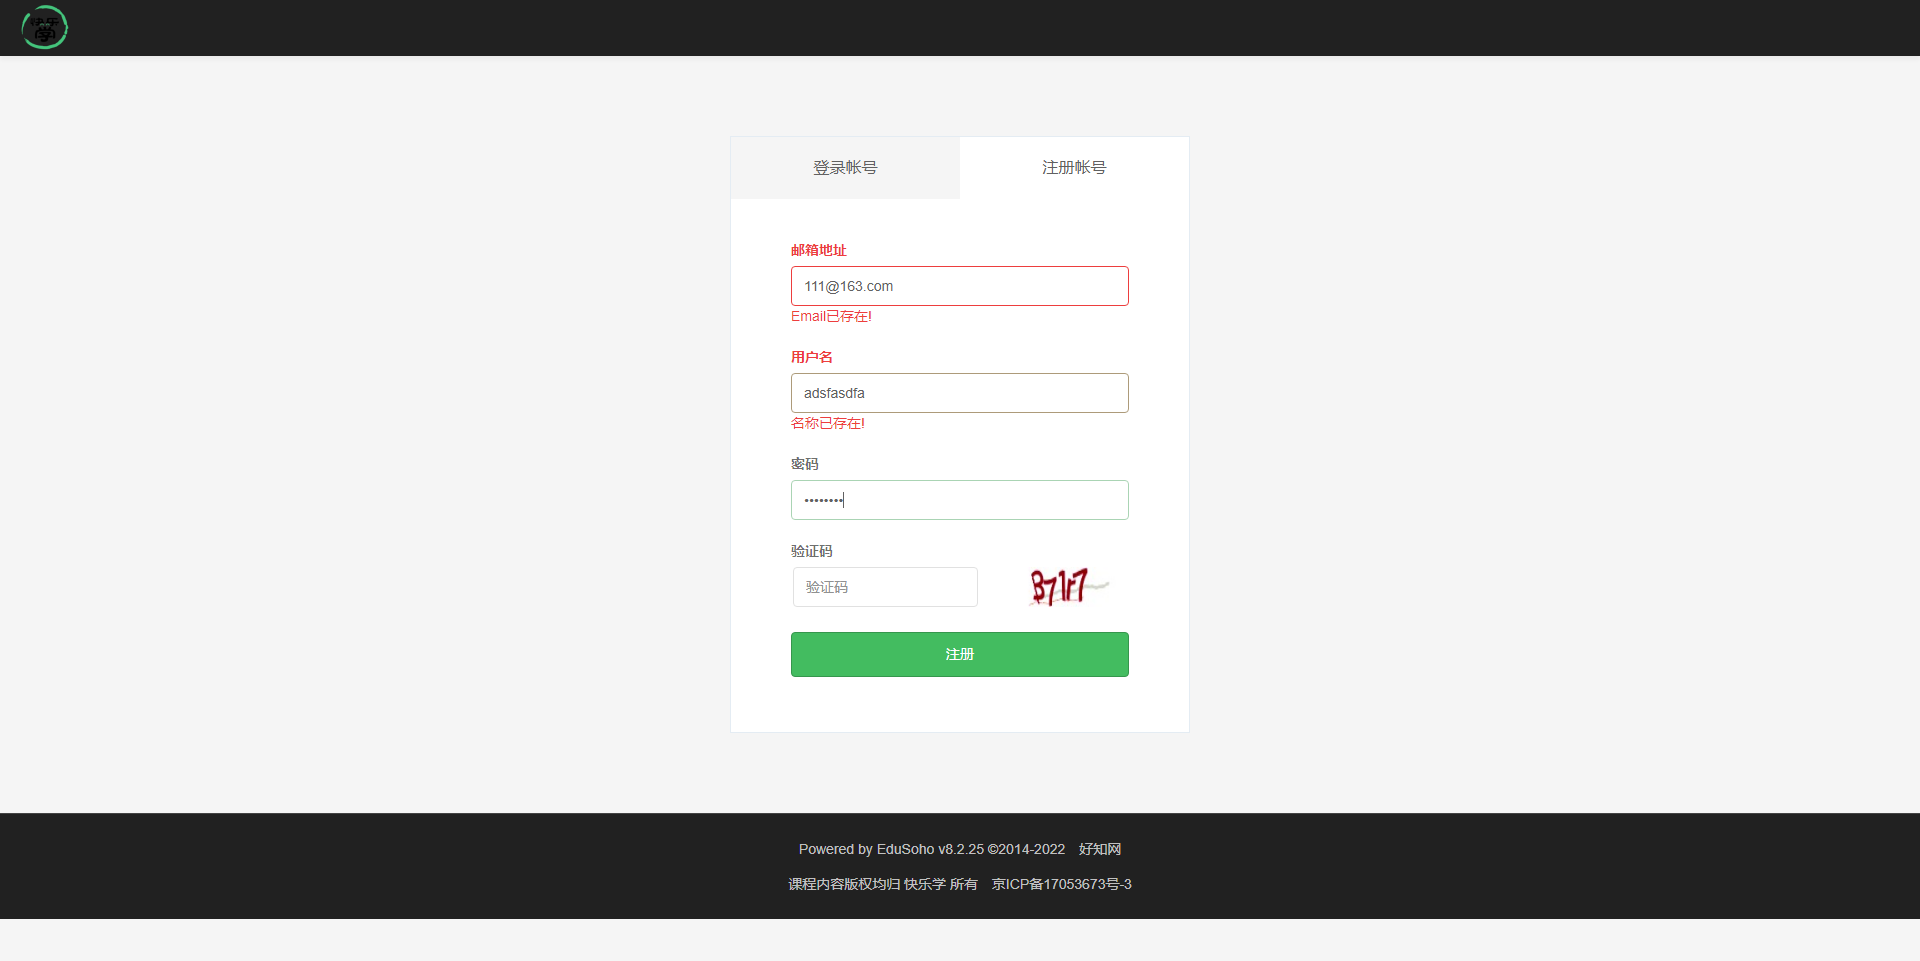 快乐
學
登录帐号
注册帐号
邮箱地址
111@163.com
Email已存在!
用户名
adsfasdfa
名称已存在!
密码
••••••••
验证码
验证码
注册
Powered by EduSoho v8.2.25 ©2014-2022 好知网
课程内容版权均归 快乐学 所有 京ICP备17053673号-3